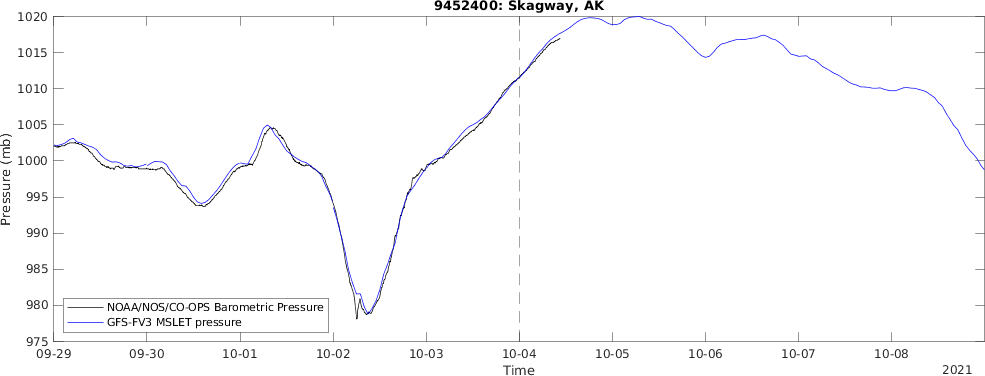 9452400: Skagway, AK
1020
1015
1010
1005
1000
995
990
985
980
975
Pressure (mb)
NOAA/NOS/CO-OPS Barometric Pressure
GFS-FV3 MSLET pressure
09-29 09-30 10-01 10-02 10-03 10-04 10-05 10-06 10-07 10-08
Time
2021